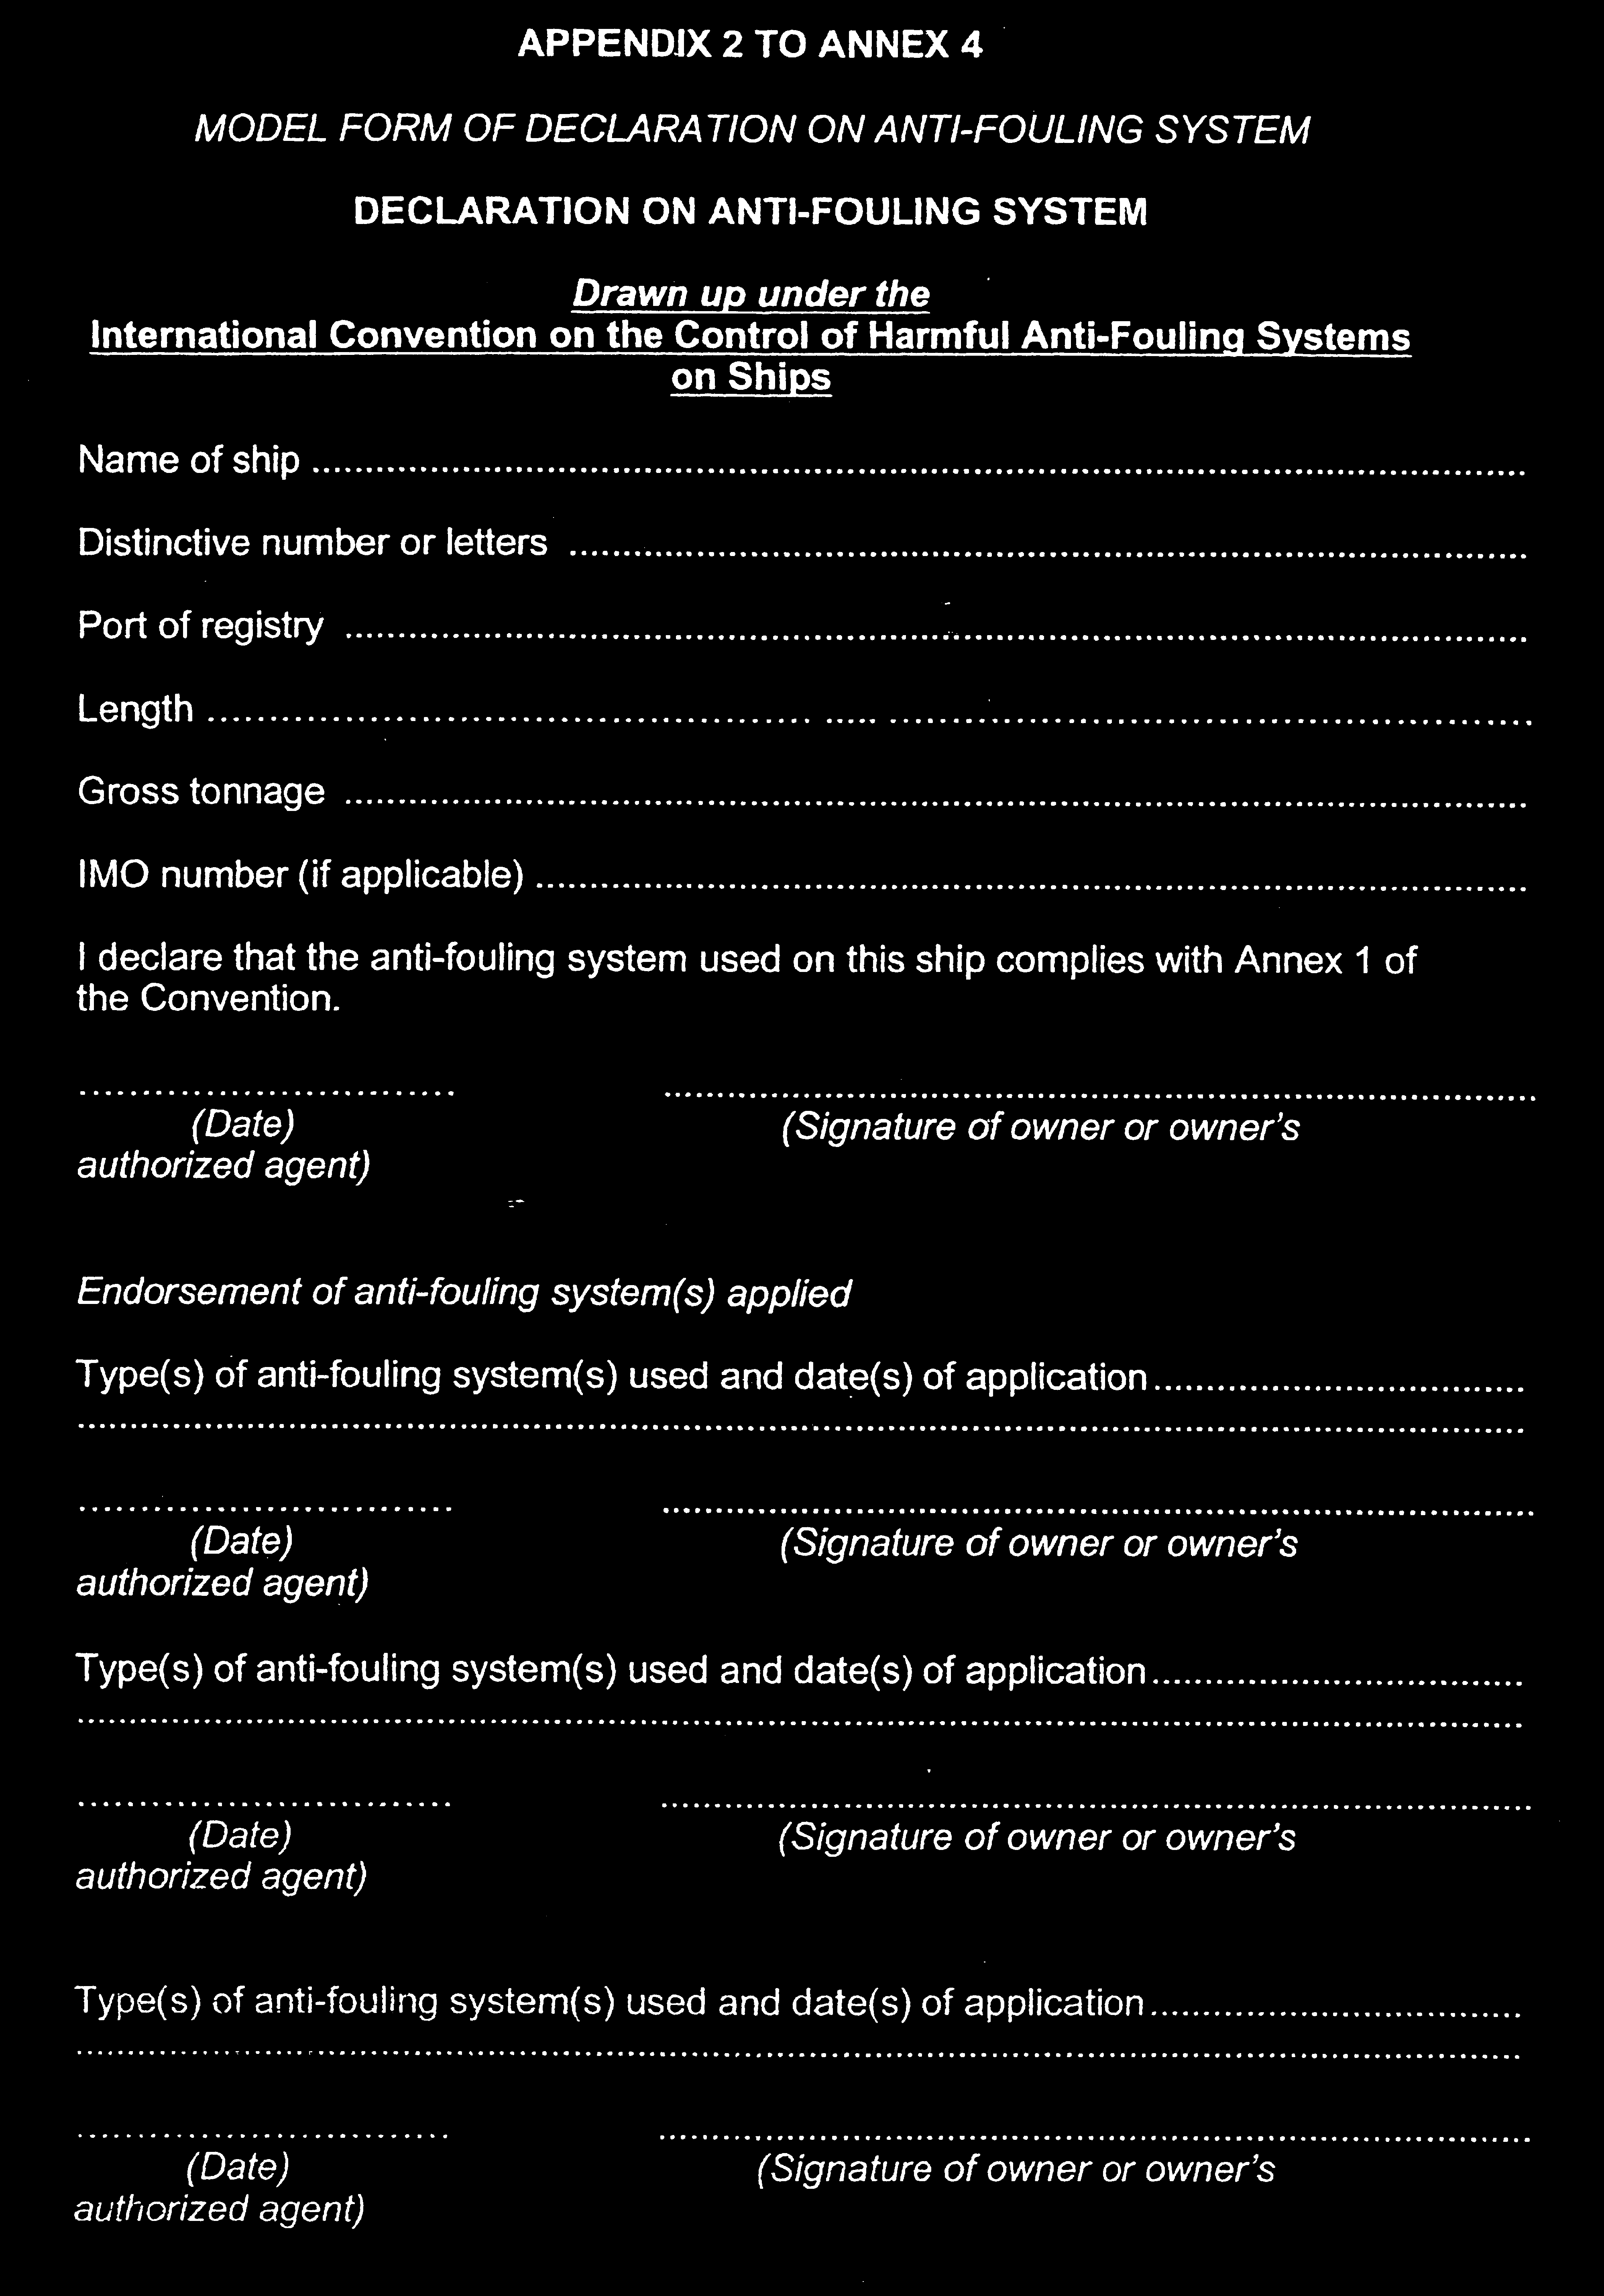 APPENDIX 2 TO ANNEX 4
MODEL FORM OF DECLARATION ON ANTI-FOULING SYSTEM
DECLARATION ON ANTI-FOULING SYSTEM
Drawn up under the
International Convention on the Control of Harmful Anti-Fouling Systems
on Ships
Name of ship ........................................................................
Distinctive number or letters ........................................................................
Port of registry ........................................................................
Length ........................................................................
Gross tonnage ........................................................................
IMO number (if applicable) ........................................................................
I declare that the anti-fouling system used on this ship complies with Annex 1 of
the Convention.
............................ ........................................................................
(Date) (Signature of owner or owner's
authorized agent)
Endorsement of anti-fouling system(s) applied
Type(s) of anti-fouling system(s) used and date(s) of application..................................
........................................................................
............................ ........................................................................
(Date) (Signature of owner or owner's
authorized agent)
Type(s) of anti-fouling system(s) used and date(s) of application..................................
........................................................................
............................ ........................................................................
(Date) (Signature of owner or owner's
authorized agent)
Type(s) of anti-fouling system(s) used and date(s) of application..................................
........................................................................
............................ ........................................................................
(Date) (Signature of owner or owner's
authorized agent)